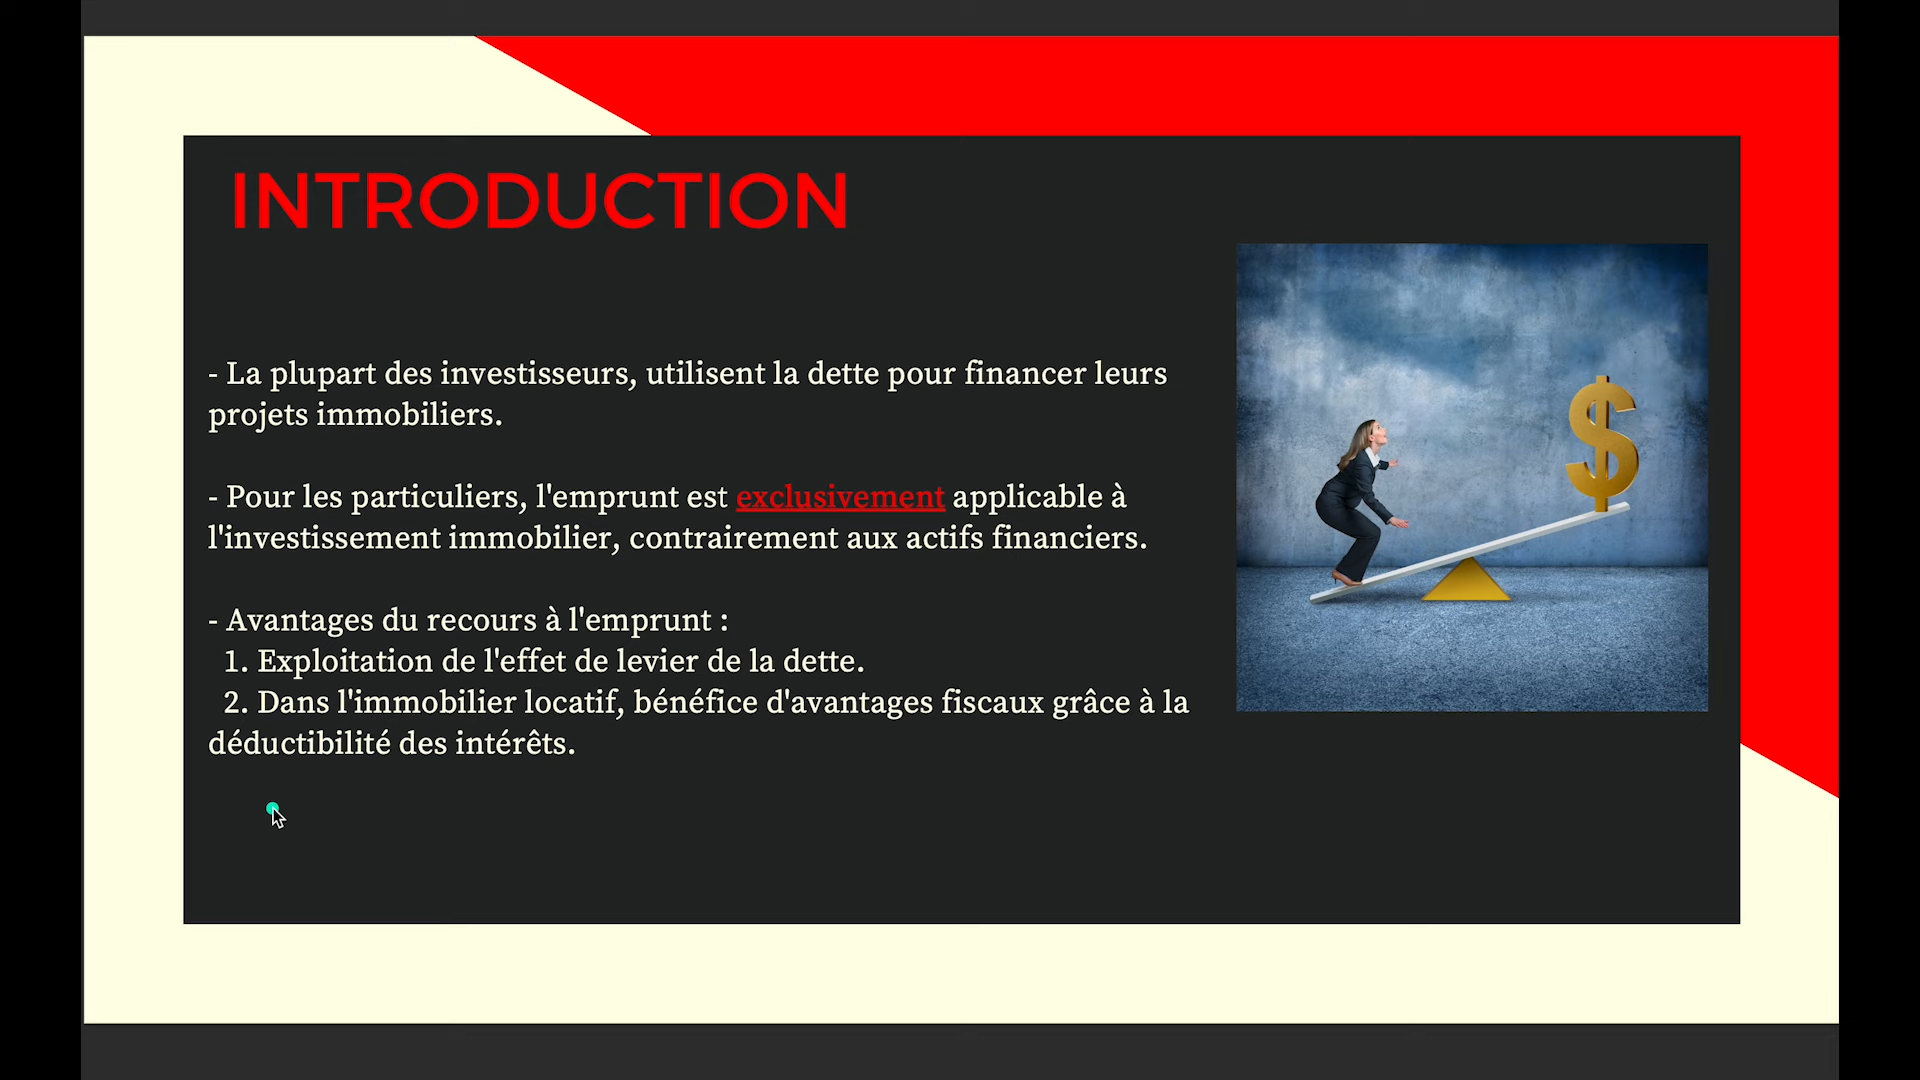 INTRODUCTION
- La plupart des investisseurs, utilisent la dette pour financer leurs
projets immobiliers.
- Pour les particuliers, l'emprunt est exclusivement applicable à
l'investissement immobilier, contrairement aux actifs financiers.
- Avantages du recours à l'emprunt :
1. Exploitation de l'effet de levier de la dette.
2. Dans l'immobilier locatif, bénéfice d'avantages fiscaux grâce à la
déductibilité des intérêts.
$